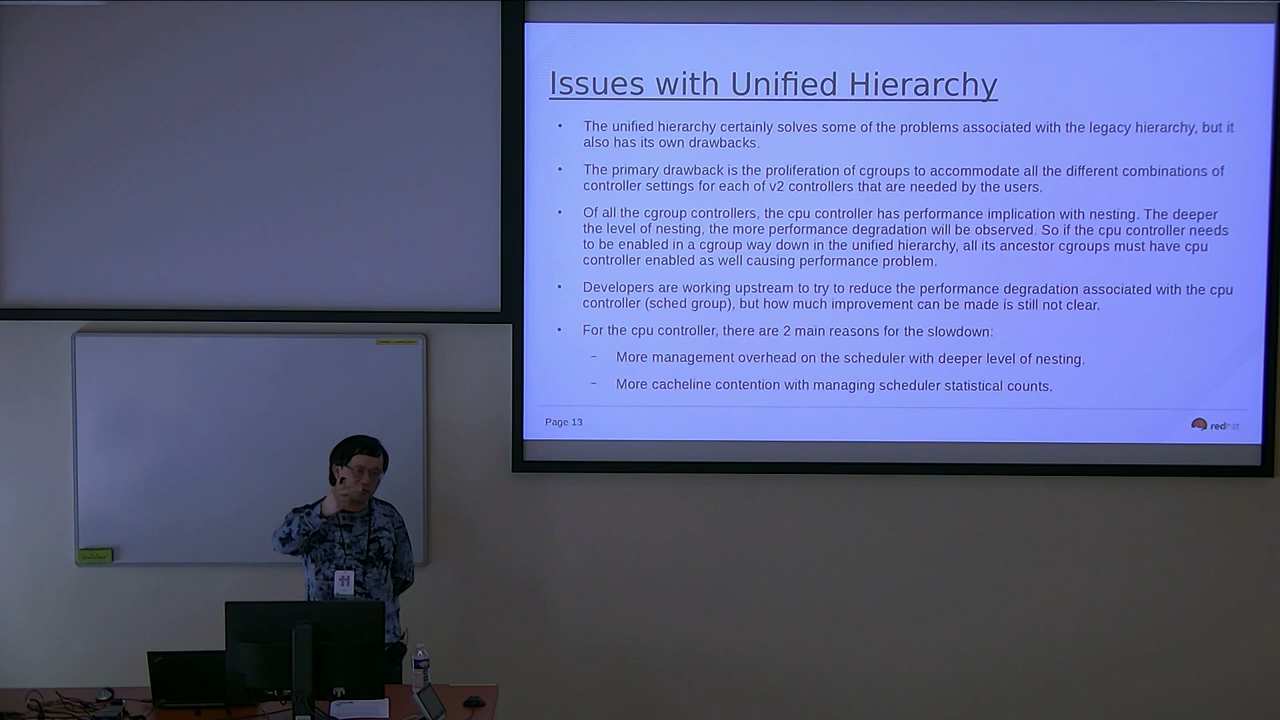 Issues with Unified Hierarchy
• The unified hierarchy certainly solves some of the problems associated with the legacy hierarchy, but it
also has its own drawbacks.
• The primary drawback is the proliferation of cgroups to accommodate all the different combinations of
controller settings for each of v2 controllers that are needed by the users.
• Of all the cgroup controllers, the cpu controller has performance implication with nesting. The deeper
the level of nesting, the more performance degradation will be observed. So if the cpu controller needs
to be enabled in a cgroup way down in the unified hierarchy, all its ancestor cgroups must have cpu
controller enabled as well causing performance problem.
• Developers are working upstream to try to reduce the performance degradation associated with the cpu
controller (sched group), but how much improvement can be made is still not clear.
• For the cpu controller, there are 2 main reasons for the slowdown:
– More management overhead on the scheduler with deeper level of nesting.
– More cacheline contention with managing scheduler statistical counts.
Page 13
redhat